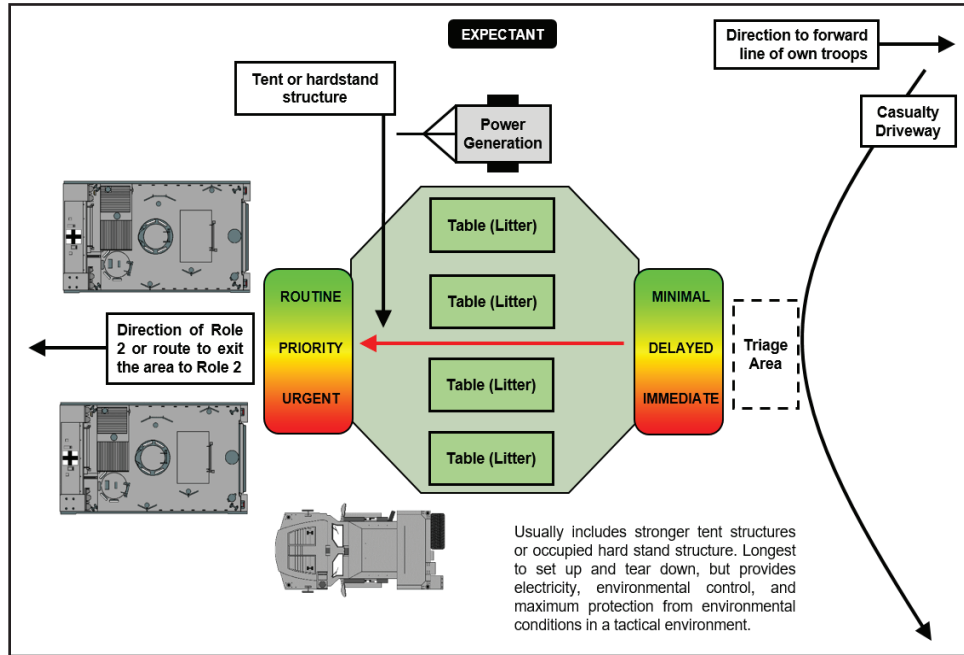 EXPECTANT
Direction to forward
line of own troops
Tent or hardstand
structure
Casualty
Driveway
Power
Generation
Table (Litter)
Table (Litter)
ROUTINE
MINIMAL
Direction of Role
2 or route to exit
the area to Role 2
PRIORITY
DELAYED
Triage
Area
Table (Litter)
URGENT
IMMEDIATE
Table (Litter)
Usually includes stronger tent structures
or occupied hard stand structure. Longest
to set up and tear down, but provides
electricity, environmental control, and
maximum protection from environmental
conditions in a tactical environment.